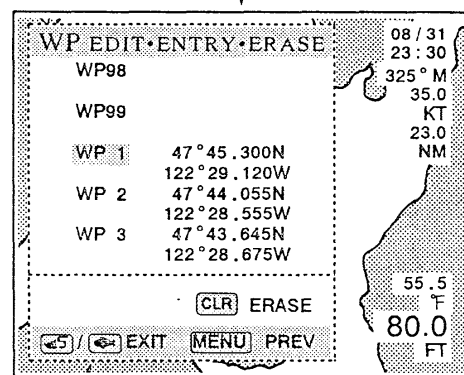 WP EDIT·ENTRY·ERASE
WP98
WP99
WP 1 47°45.300N
122°29.120W
WP 2 47°44.055N
122°28.555W
WP 3 47°43.645N
122°28.675W
CLR ERASE
/ EXIT MENU PREV
08/31
23:30
325°M
35.0
KT
23.0
NM
55.5
°F
80.0
FT